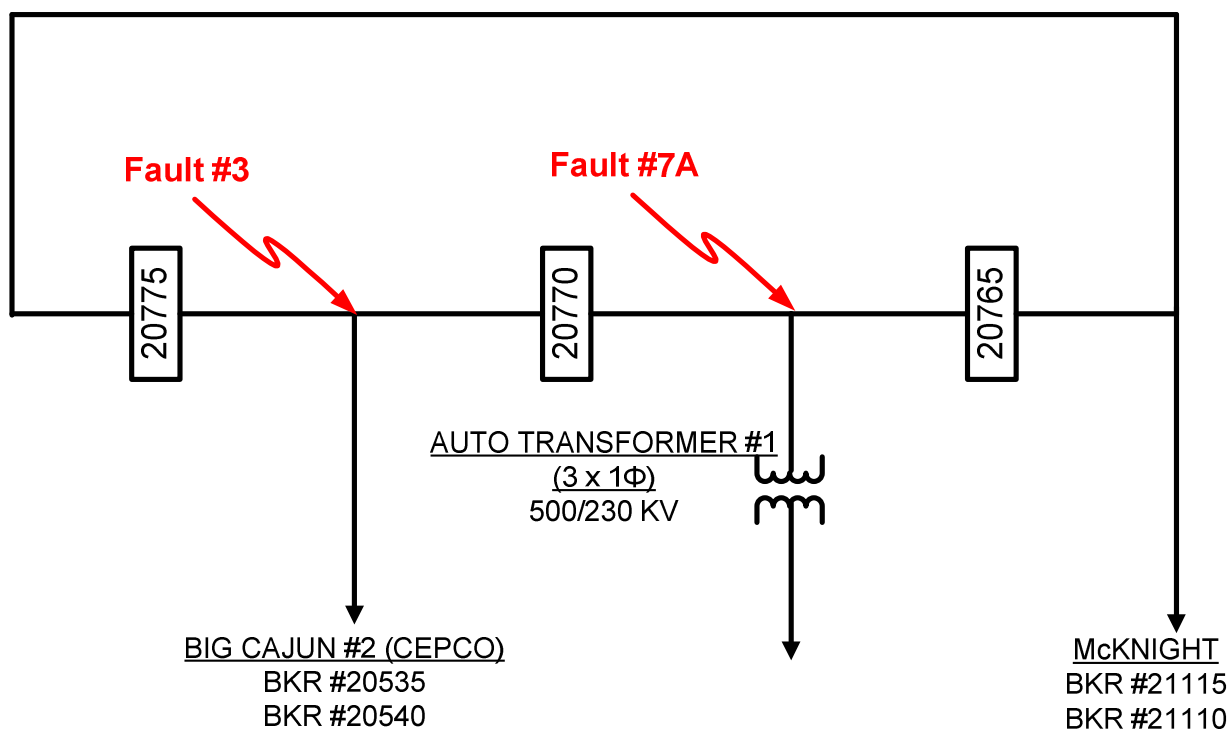 Fault #3
Fault #7A
20775
20770
20765
AUTO TRANSFORMER #1
(3 x 1Φ)
500/230 KV
BIG CAJUN #2 (CEPCO)
BKR #20535
BKR #20540
McKNIGHT
BKR #21115
BKR #21110